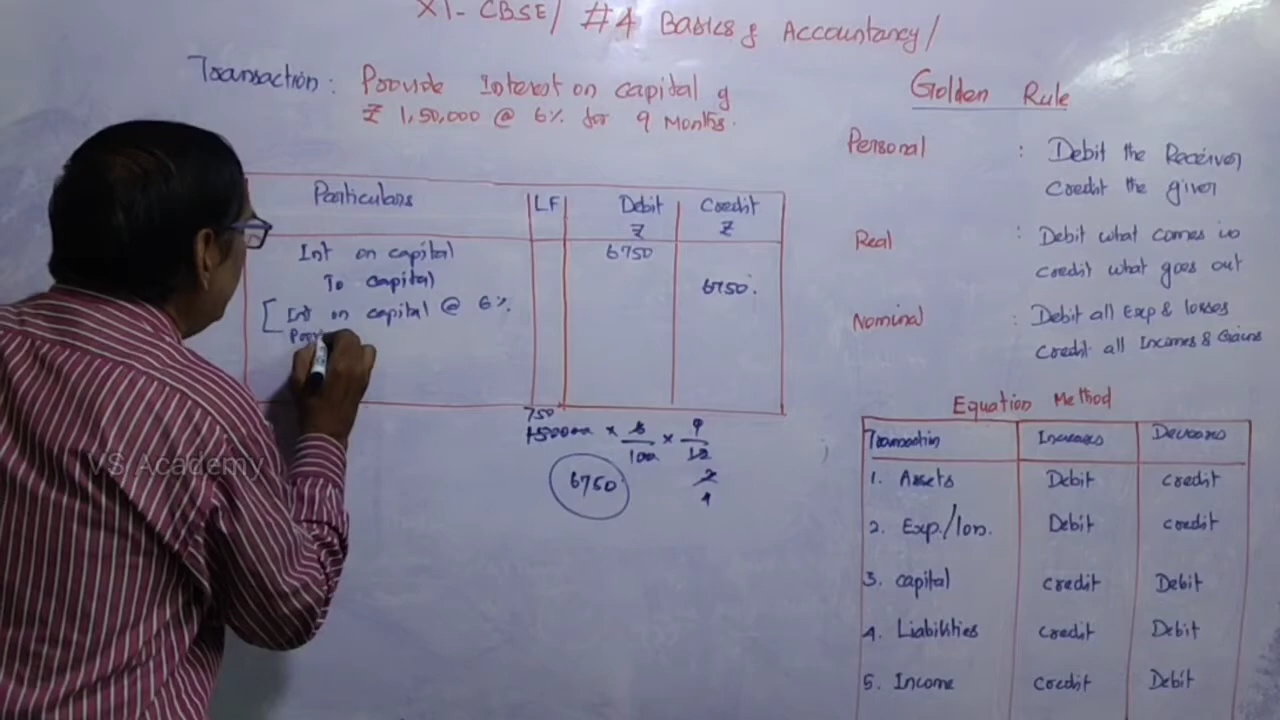 XI- CBSE/ #4 Basics of Accountancy/
Transaction: Provide Interest on capital of
₹ 1,50,000 @ 6% for 9 Months.
Particulars LF Debit ₹ Credit ₹
Int on capital 6750
To capital 6750.
[Int on capital @ 6%.
750
150000 × 6/100 × 9/12
2
1
6750
Golden Rule
Personal : Debit the Receiver
Credit the giver
Real : Debit what comes in
Credit what goes out
Nominal : Debit all Exp & losses
Credit all Incomes & Gains
Equation Method
Transaction Increases Decreases
1. Assets Debit Credit
2. Exp./loss. Debit Credit
3. Capital Credit Debit
4. Liabilities Credit Debit
5. Income Credit Debit
VS Academy